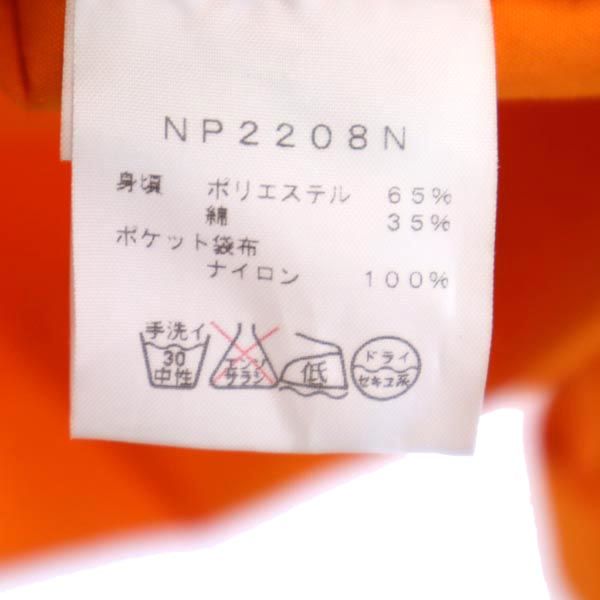 NP2208N
身頃 ポリエステル 65%
綿 35%
ポケット袋布
ナイロン 100%
手洗イ
30
中性
エンソ
サラシ
低
ドライ
セキユ系